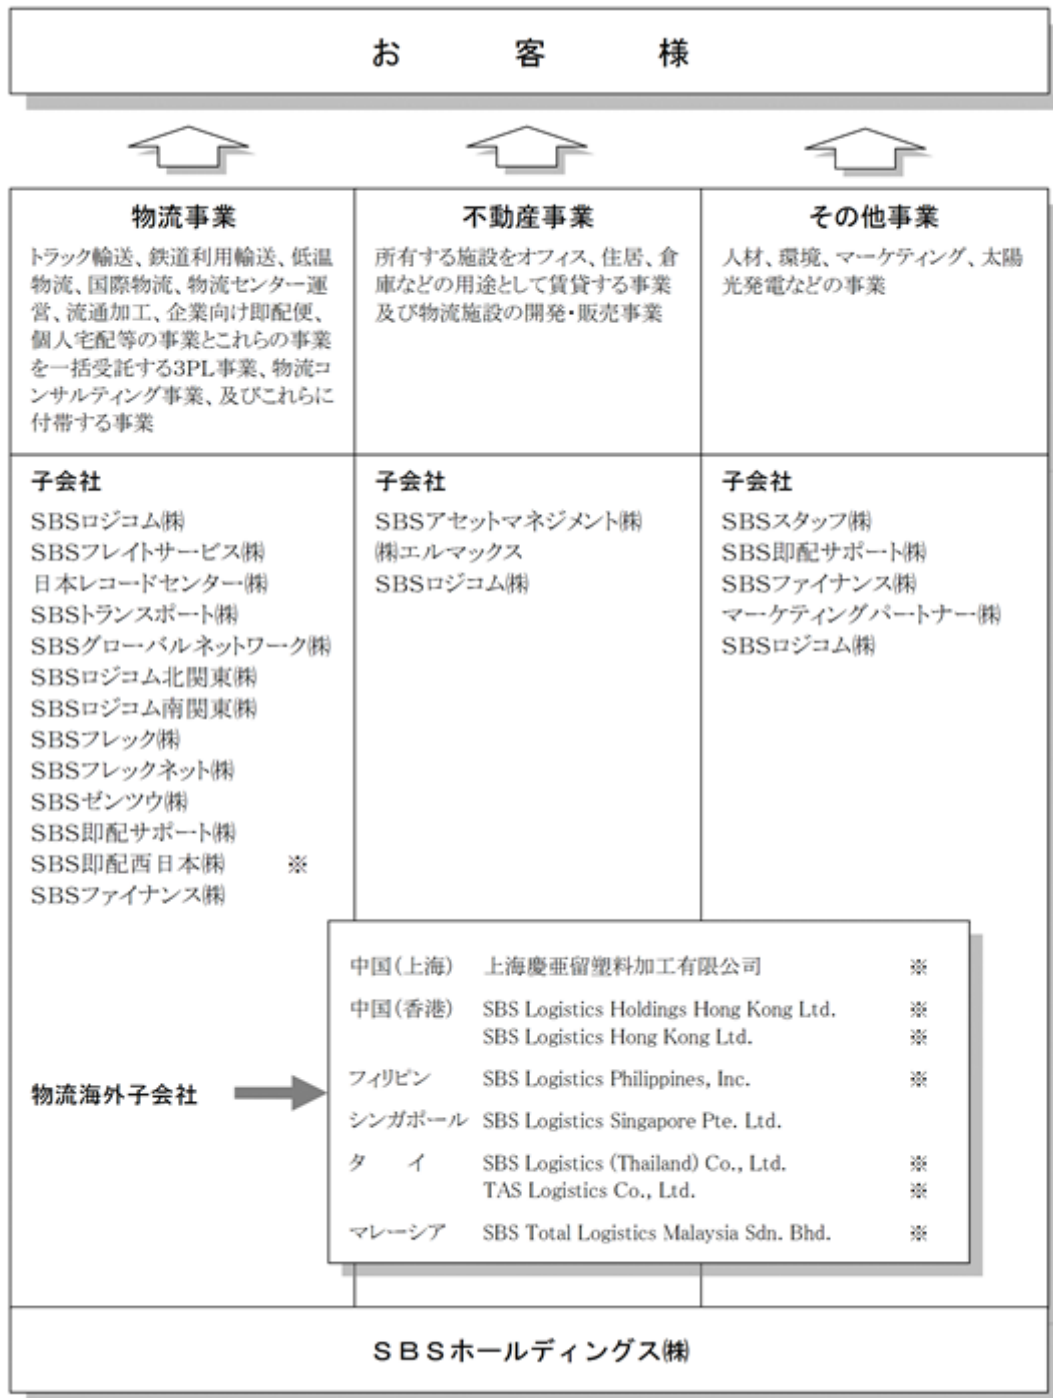 お客様
物流事業
トラック輸送、鉄道利用輸送、低温
物流、国際物流、物流センター運
営、流通加工、企業向け即配便、
個人宅配等の事業とこれらの事業
を一括受託する3PL事業、物流コ
ンサルティング事業、及びこれらに
付帯する事業
不動産事業
所有する施設をオフィス、住居、倉
庫などの用途として賃貸する事業
及び物流施設の開発・販売事業
その他事業
人材、環境、マーケティング、太陽
光発電などの事業
子会社
SBSロジコム㈱
SBSフレイトサービス㈱
日本レコードセンター㈱
SBSトランスポート㈱
SBSグローバルネットワーク㈱
SBSロジコム北関東㈱
SBSロジコム南関東㈱
SBSフレック㈱
SBSフレックネット㈱
SBSゼンツウ㈱
SBS即配サポート㈱
SBS即配西日本㈱ ※
SBSファイナンス㈱
子会社
SBSアセットマネジメント㈱
㈱エルマックス
SBSロジコム㈱
子会社
SBSスタッフ㈱
SBS即配サポート㈱
SBSファイナンス㈱
マーケティングパートナー㈱
SBSロジコム㈱
物流海外子会社
中国(上海) 上海慶亜留塑料加工有限公司 ※
中国(香港) SBS Logistics Holdings Hong Kong Ltd. ※
SBS Logistics Hong Kong Ltd. ※
フィリピン SBS Logistics Philippines, Inc. ※
シンガポール SBS Logistics Singapore Pte. Ltd.
タイ SBS Logistics (Thailand) Co., Ltd. ※
TAS Logistics Co., Ltd. ※
マレーシア SBS Total Logistics Malaysia Sdn. Bhd. ※
SBSホールディングス㈱